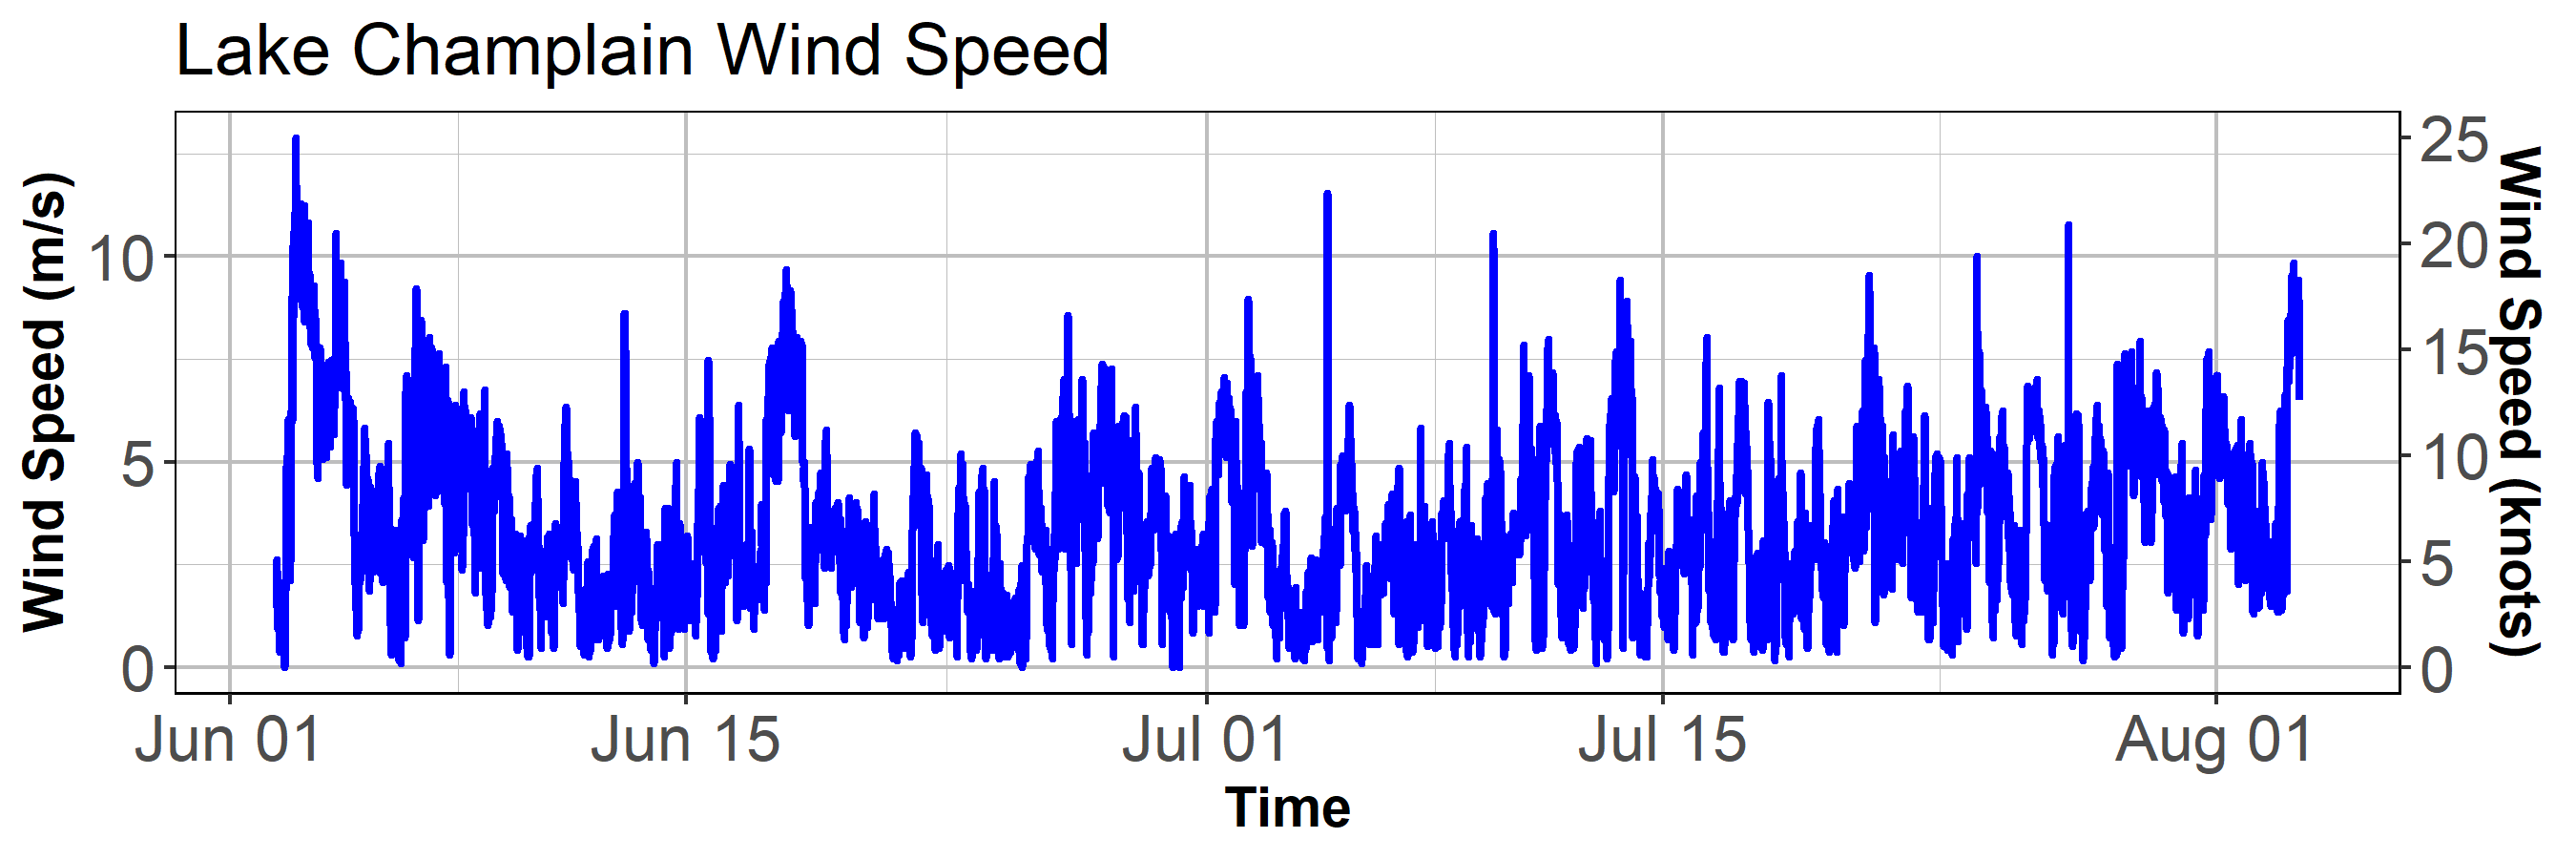 Lake Champlain Wind Speed
Wind Speed (m/s)
10
5
0
25
20
15
10
5
0
Wind Speed (knots)
Jun 01
Jun 15
Jul 01
Jul 15
Aug 01
Time